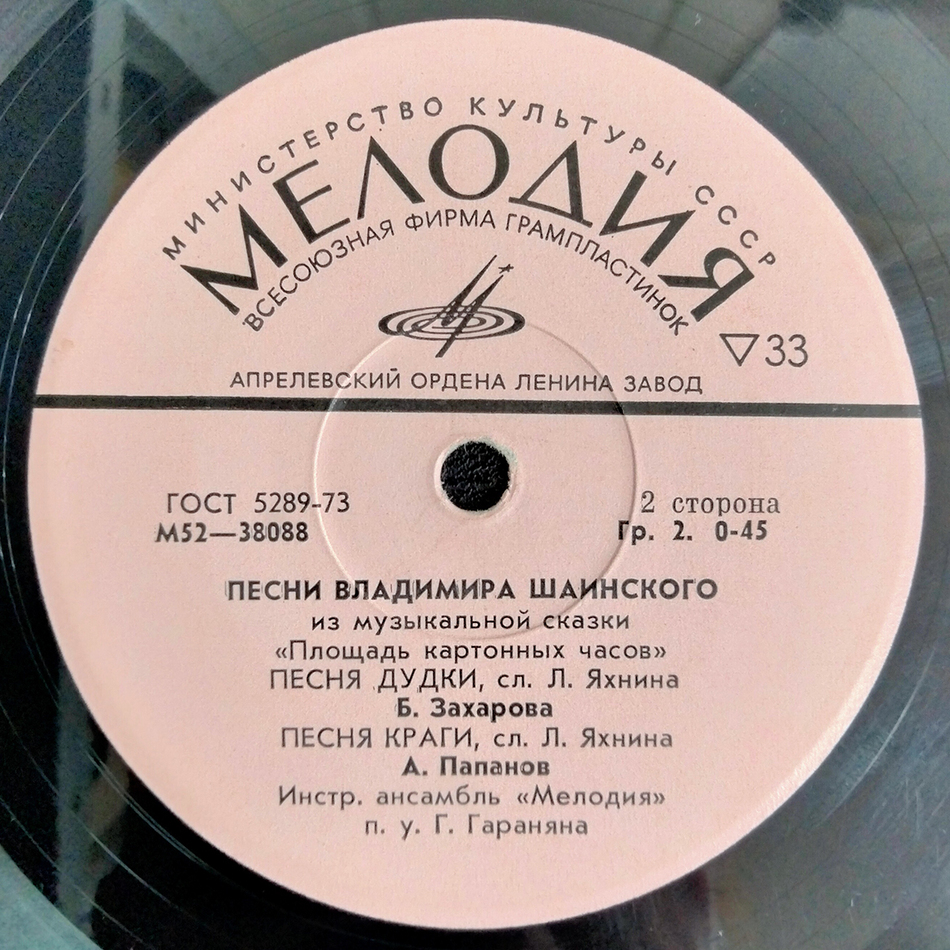 МИНИСТЕРСТВО КУЛЬТУРЫ СССР
МЕЛОДИЯ
ВСЕСОЮЗНАЯ ФИРМА ГРАМПЛАСТИНОК
33
АПРЕЛЕВСКИЙ ОРДЕНА ЛЕНИНА ЗАВОД
ГОСТ 5289-73
2 сторона
М52—38088
Гр. 2. 0-45
ПЕСНИ ВЛАДИМИРА ШАИНСКОГО
из музыкальной сказки
«Площадь картонных часов»
ПЕСНЯ ДУДКИ, сл. Л. Яхнина
Б. Захарова
ПЕСНЯ КРАГИ, сл. Л. Яхнина
А. Папанов
Инстр. ансамбль «Мелодия»
п. у. Г. Гараняна